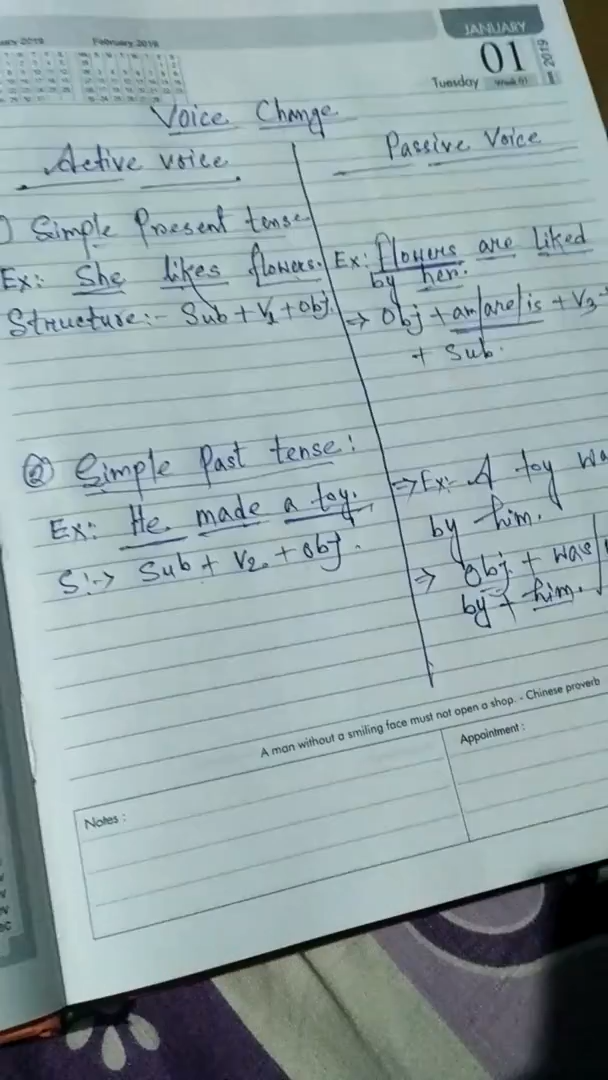 February 2019
JANUARY
01
2019
Tuesday
Week 01
Voice Change
Active voice
Passive Voice
Simple Present tense
Ex: She likes flowers.
Ex: Flowers are liked
by her.
Structure:- Sub + V1 + Obj.
⇒ Obj + am/are/is + V3
+ Sub.
② Simple Past tense:
Ex: He made a toy.
⇒ Ex:- A toy wa
by him.
S:-> Sub + V2 + Obj.
⇒ Obj. + was/
by + him.
A man without a smiling face must not open a shop. - Chinese proverb
Notes :
Appointment :